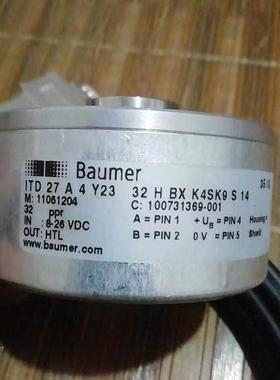 Baumer
ITD 27 A 4 Y23 32 H BX K4SK9 S 14
M: 11061204 C: 100731369-001
32 ppr A = PIN 1 + UB = PIN 4 Housing
IN : 8-26 VDC B = PIN 2 0 V = PIN 5 Shield
OUT: HTL
www.baumer.com